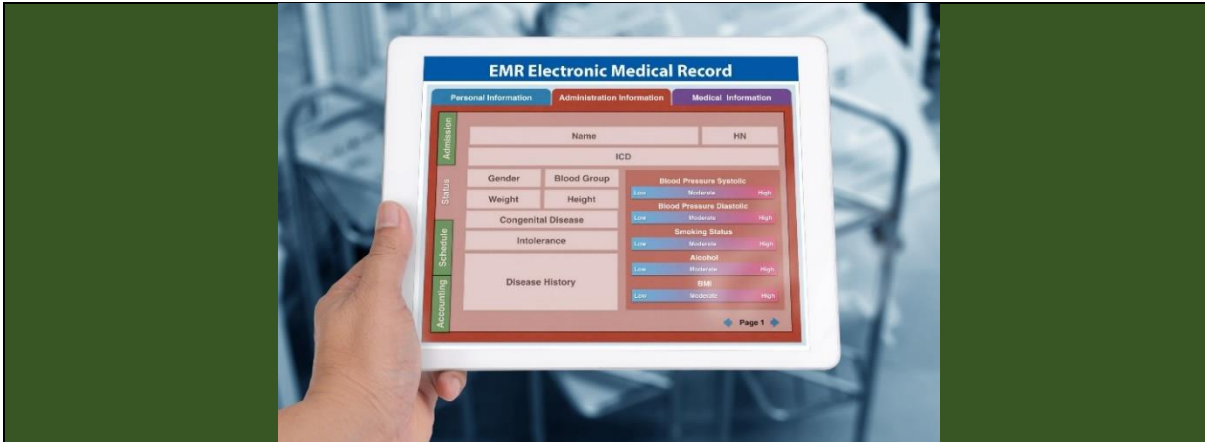 EMR Electronic Medical Record
Personal Information Administration Information Medical Information
Admission
Status
Schedule
Accounting
Name HN
ICD
Gender Blood Group
Weight Height
Congenital Disease
Intolerance
Disease History
Blood Pressure Systolic
Low Moderate High
Blood Pressure Diastolic
Low Moderate High
Smoking Status
Low Moderate High
Alcohol
Low Moderate High
BMI
Low Moderate High
Page 1